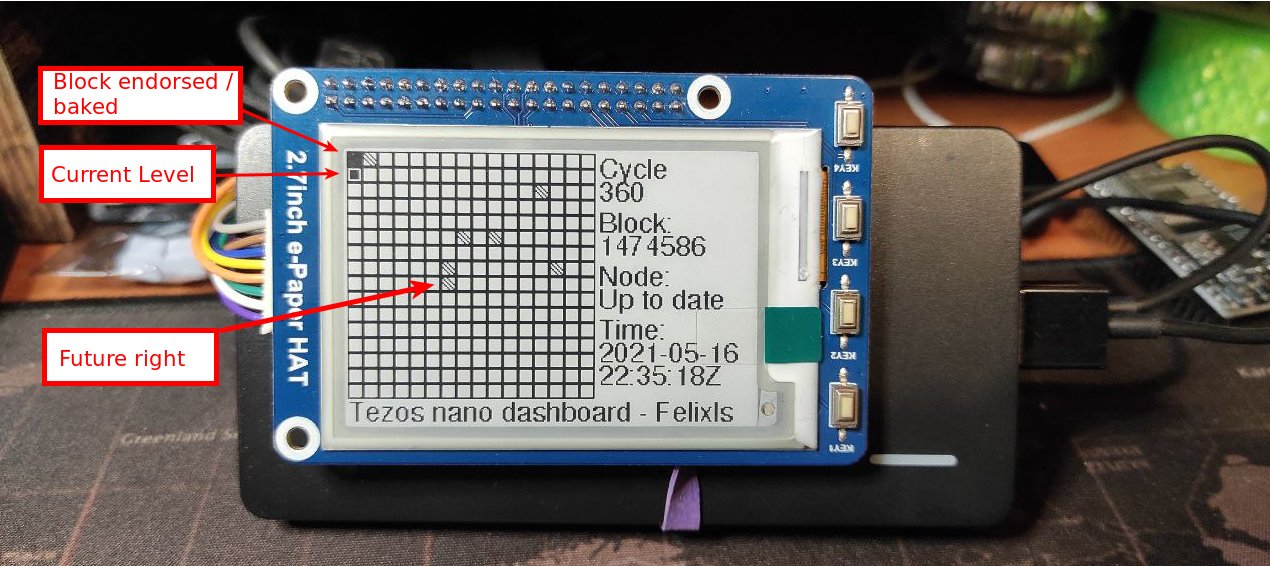 Block endorsed /
baked
Current Level
Future right
2.7inch e-Paper HAT
Cycle
360
Block:
1474586
Node:
Up to date
Time:
2021-05-16
22:35:18Z
Tezos nano dashboard - Felixls
KEY4
KEY3
KEY2
KEY1
Greenland